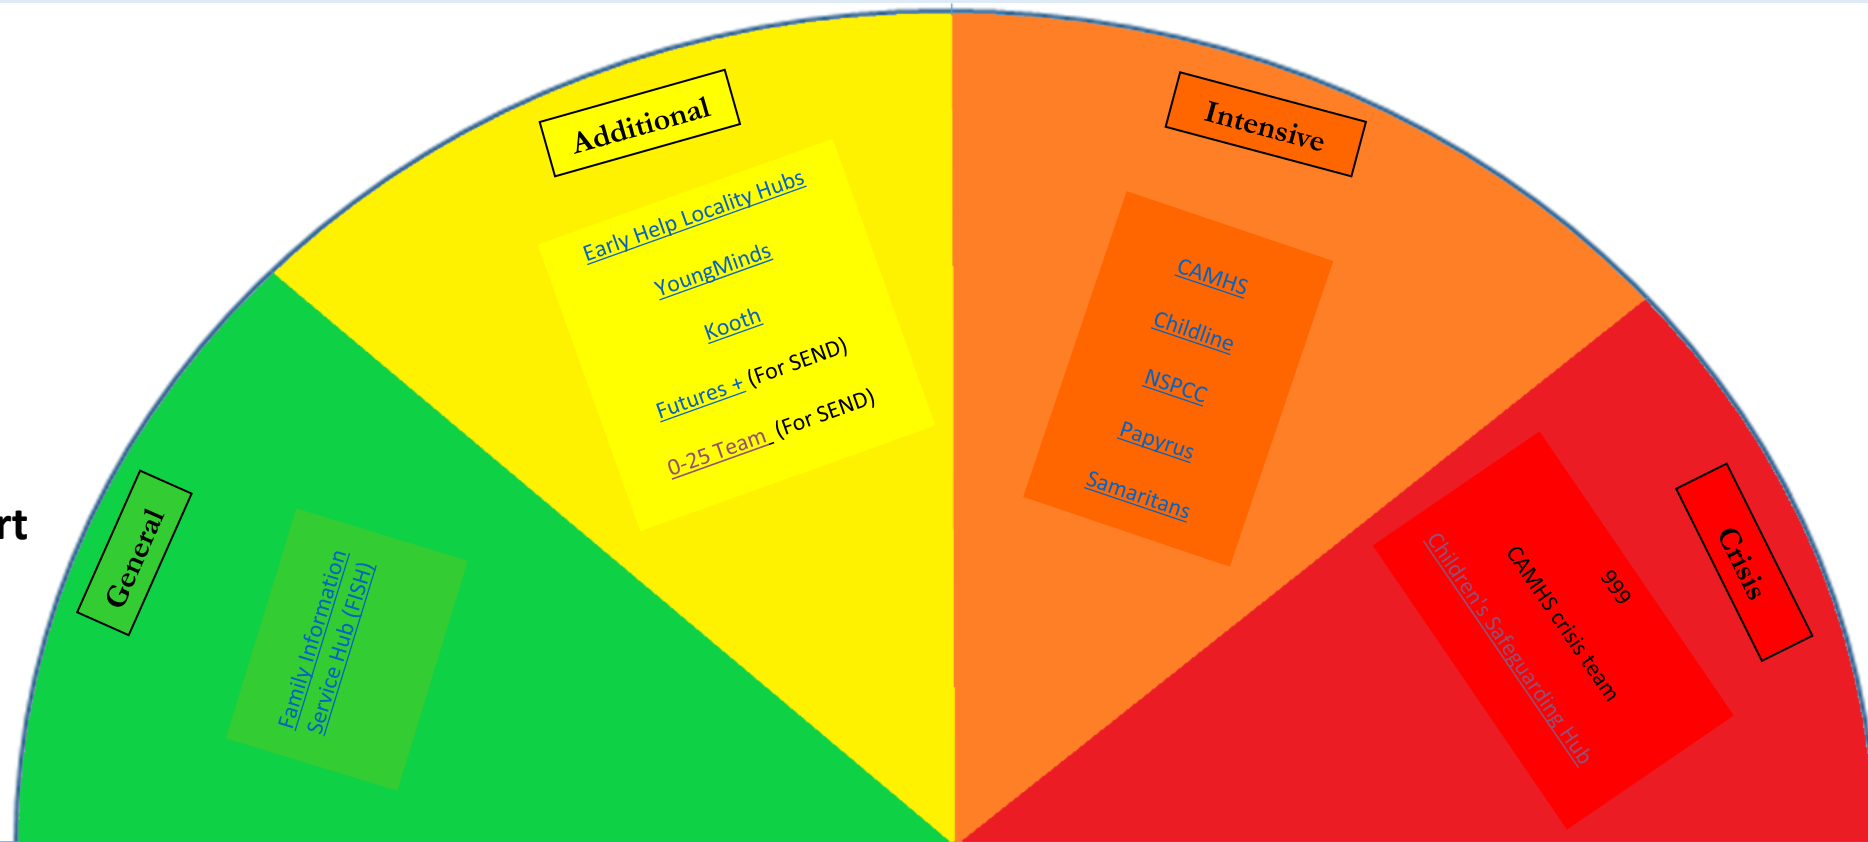 rt
General
Family Information
Service Hub (FISH)
Additional
Early Help Locality Hubs
YoungMinds
Kooth
Futures + (For SEND)
0-25 Team (For SEND)
Intensive
CAMHS
Childline
NSPCC
Papyrus
Samaritans
Crisis
999
CAMHS crisis team
Children's Safeguarding Hub